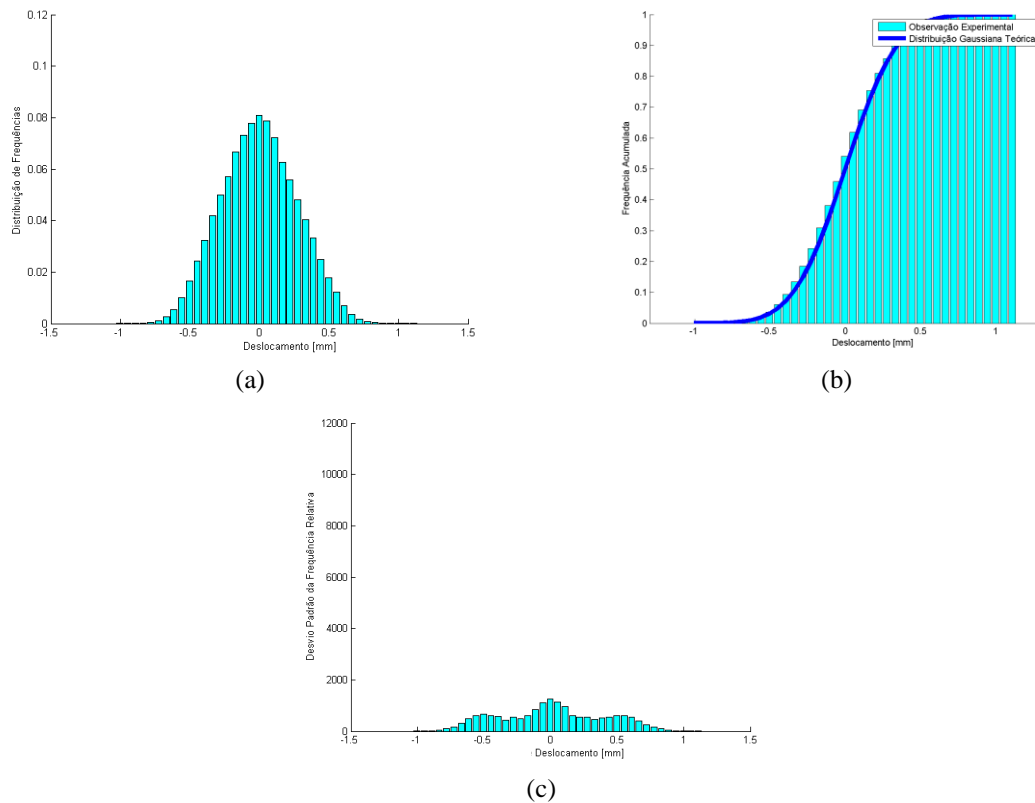 0.12
0.1
0.08
0.06
0.04
0.02
0
Distribuição de Frequências
-1.5 -1 -0.5 0 0.5 1 1.5
Deslocamento [mm]
(a)
1
0.9
0.8
0.7
0.6
0.5
0.4
0.3
0.2
0.1
0
Frequência Acumulada
Observação Experimental
Distribuição Gaussiana Teórica
-1 -0.5 0 0.5 1
Deslocamento [mm]
(b)
12000
10000
8000
6000
4000
2000
0
Desvio Padrão da Frequência Relativa
-1.5 -1 -0.5 0 0.5 1 1.5
Deslocamento [mm]
(c)